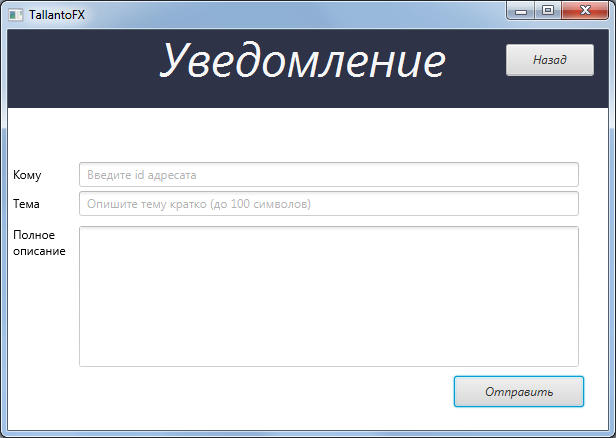 TallantoFX
Уведомление
Назад
Кому
Введите id адресата
Тема
Опишите тему кратко (до 100 символов)
Полное
описание
Отправить